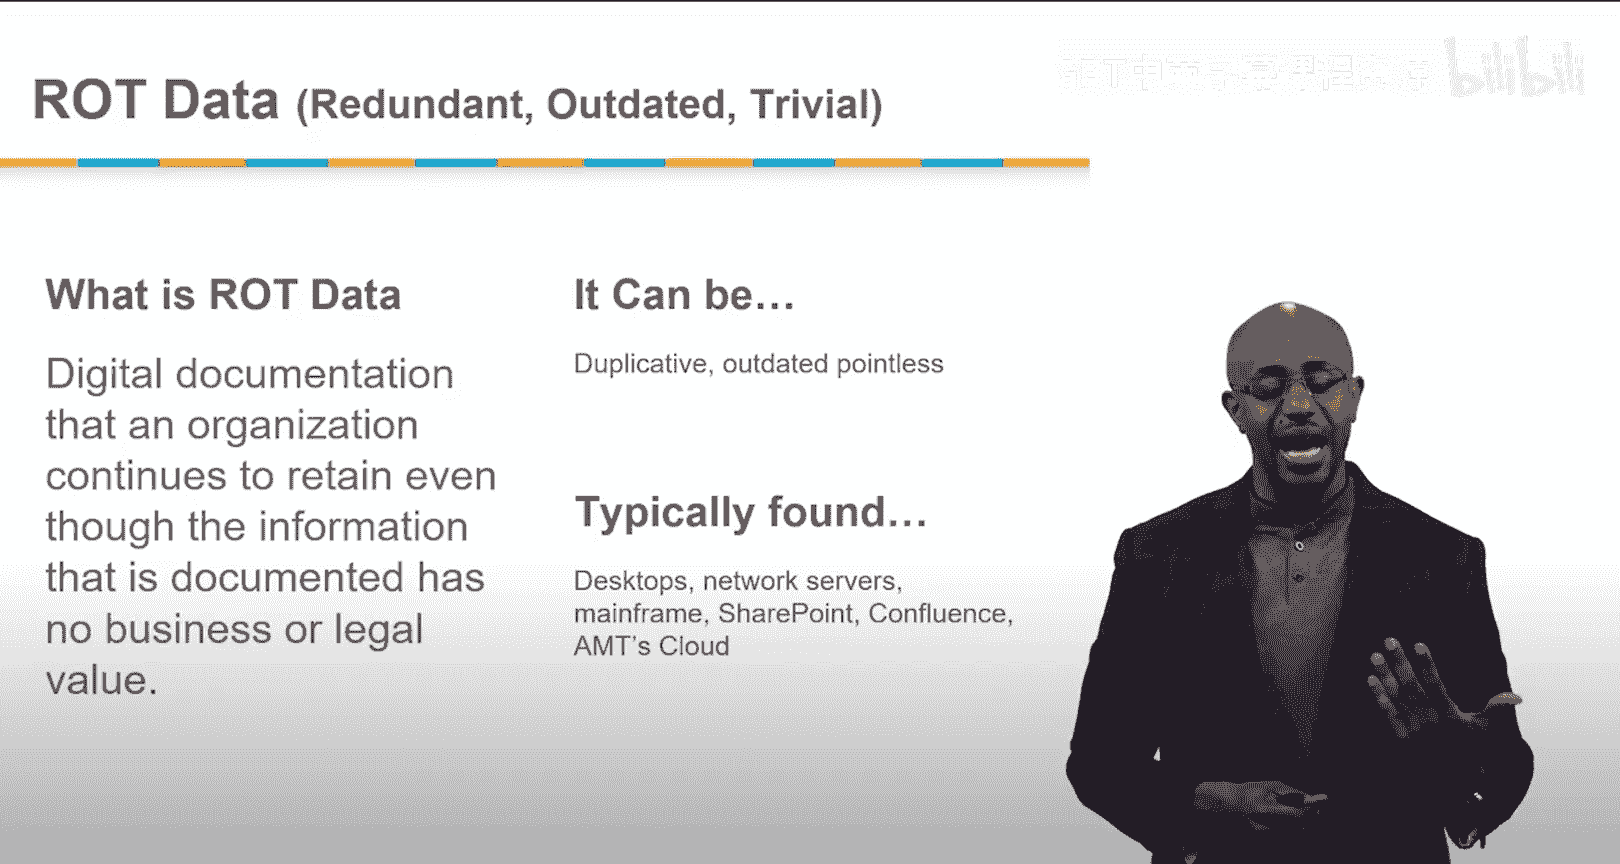 ROT Data (Redundant, Outdated, Trivial)
What is ROT Data
Digital documentation
that an organization
continues to retain even
though the information
that is documented has
no business or legal
value.
It Can be…
Duplicative, outdated pointless
Typically found…
Desktops, network servers,
mainframe, SharePoint, Confluence,
AMT’s Cloud
bilibili